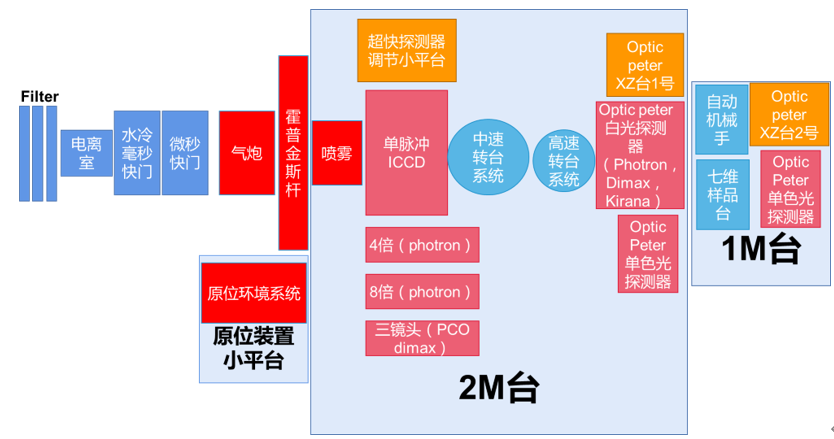 Filter
电离
室
水冷
毫秒
快门
微秒
快门
气炮
霍
普
金
斯
杆
喷雾
超快探测器
调节小平台
单脉冲
ICCD
中速
转台
系统
高速
转台
系统
Optic
peter
XZ台1号
Optic peter
白光探测
器
（Photron，
Dimax，
Kirana）
Optic
Peter
单色光
探测器
4倍（photron）
8倍（photron）
三镜头（PCO
dimax）
2M台
原位环境系统
原位装置
小平台
自动
机械
手
Optic
peter
XZ台2号
七维
样品
台
Optic
Peter
单色光
探测器
1M台